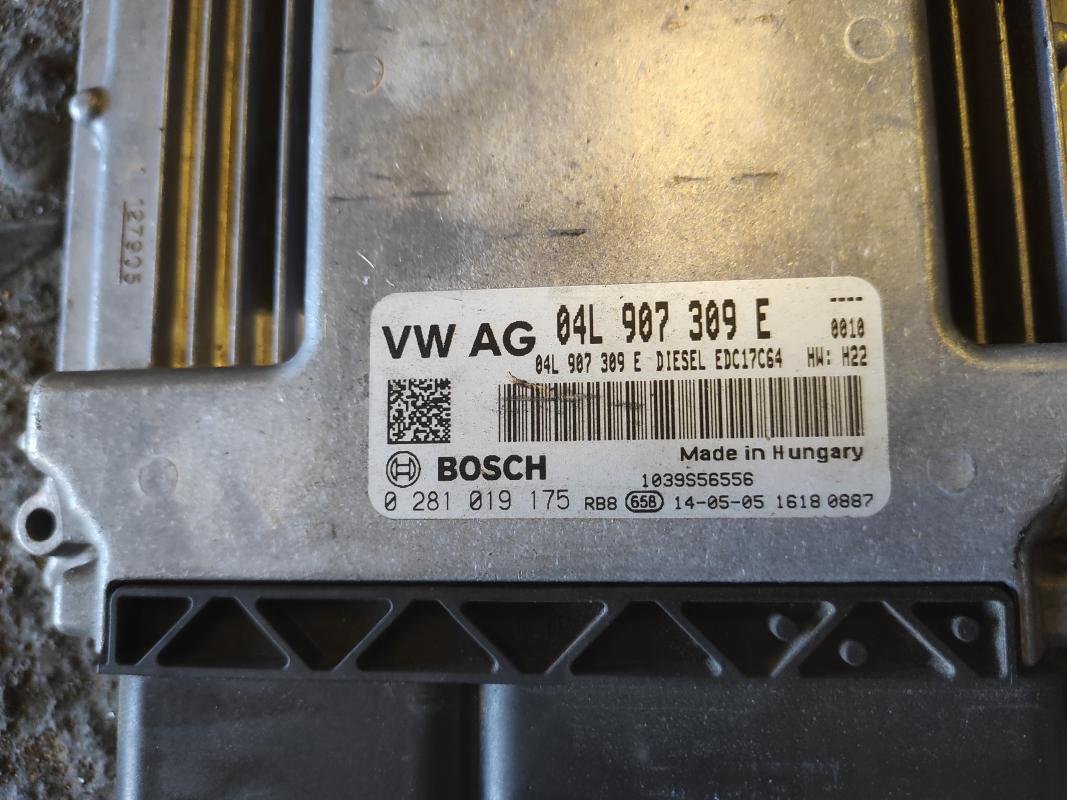 127905
VW AG 04L 907 309 E ----
0010
04L 907 309 E DIESEL EDC17C64 HW: H22
Made in Hungary
BOSCH 1039S56556
0 281 019 175 RB8 658 14-05-05 1618 0887